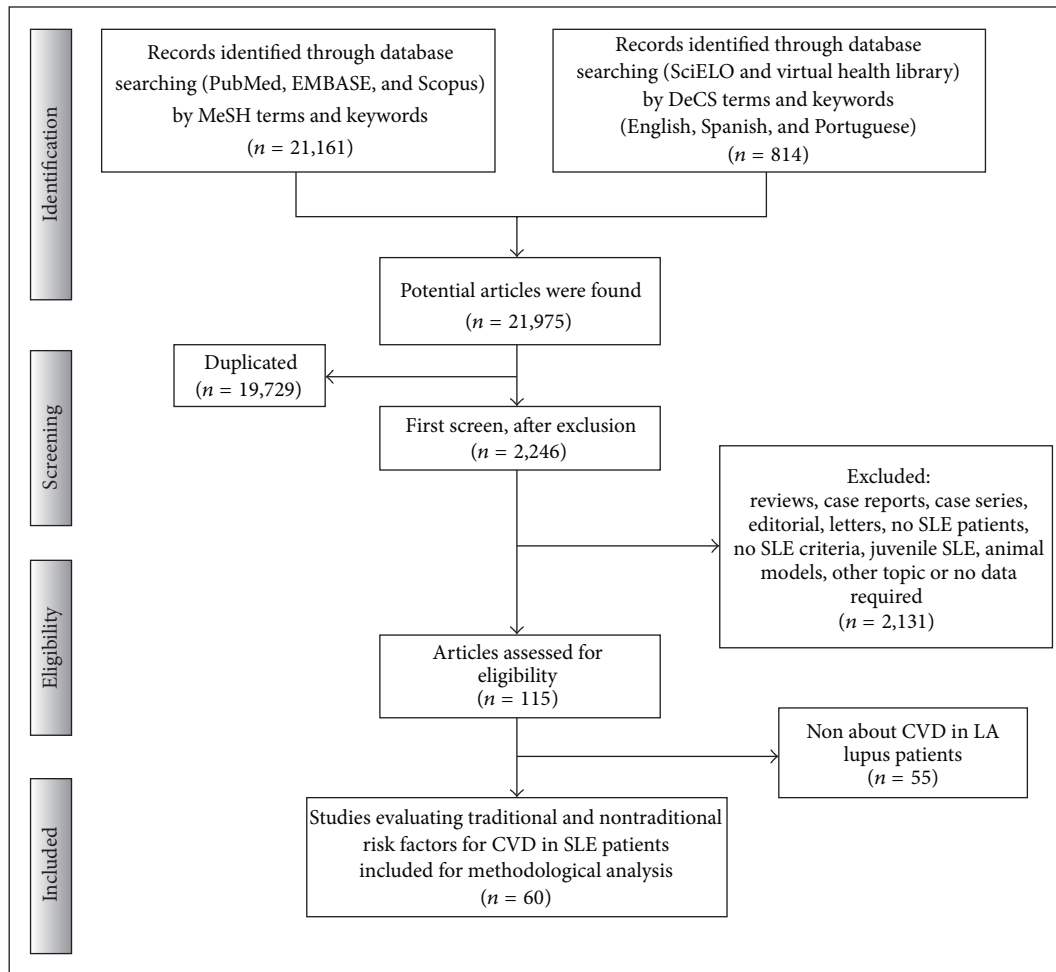 Identification
Records identified through database
searching (PubMed, EMBASE, and Scopus)
by MeSH terms and keywords
(n = 21,161)
Records identified through database
searching (SciELO and virtual health library)
by DeCS terms and keywords
(English, Spanish, and Portuguese)
(n = 814)
Potential articles were found
(n = 21,975)
Screening
Duplicated
(n = 19,729)
First screen, after exclusion
(n = 2,246)
Excluded:
reviews, case reports, case series,
editorial, letters, no SLE patients,
no SLE criteria, juvenile SLE, animal
models, other topic or no data
required
(n = 2,131)
Eligibility
Articles assessed for
eligibility
(n = 115)
Non about CVD in LA
lupus patients
(n = 55)
Included
Studies evaluating traditional and nontraditional
risk factors for CVD in SLE patients
included for methodological analysis
(n = 60)